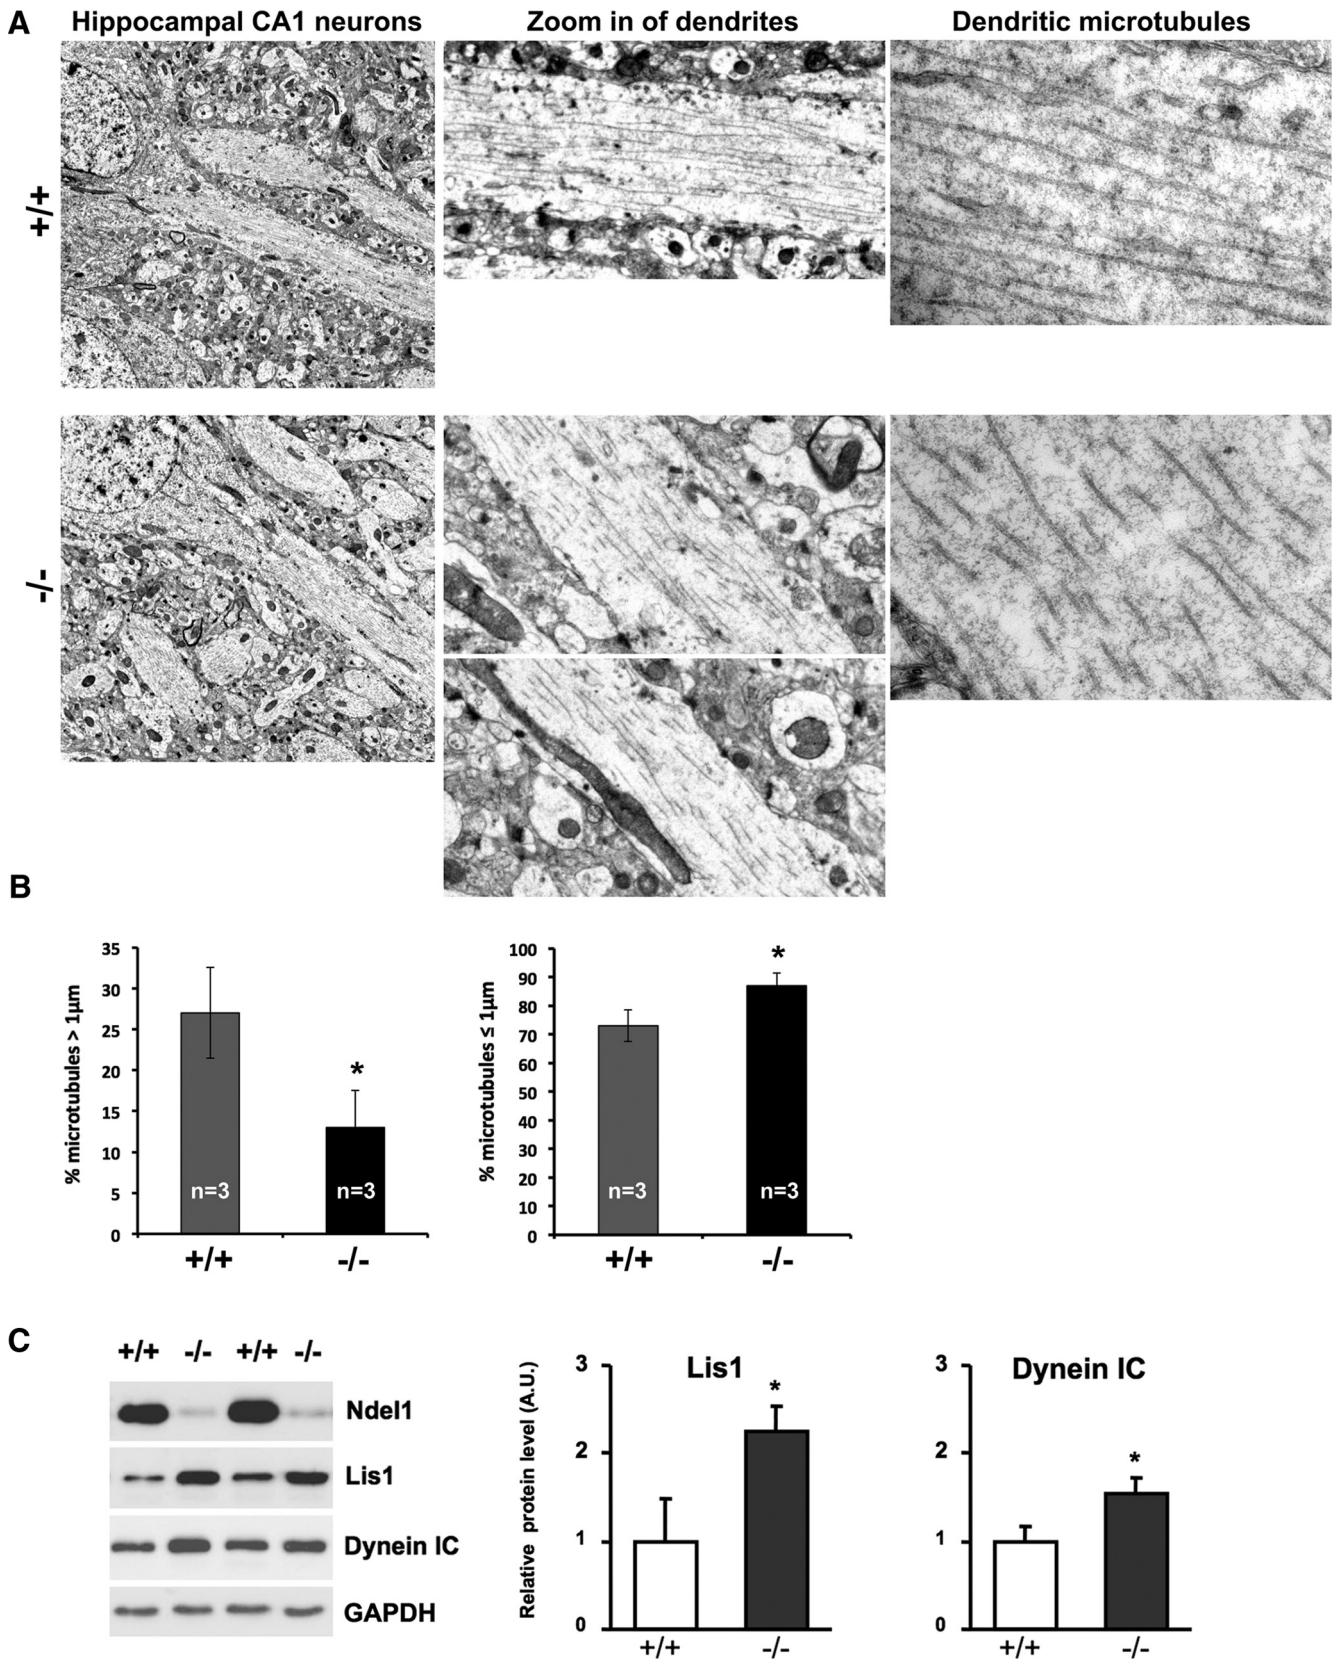 A
Hippocampal CA1 neurons
Zoom in of dendrites
Dendritic microtubules
+/+
-/-
B
% microtubules > 1µm
35
30
25
20
15
10
5
0
*
n=3
n=3
+/+
-/-
% microtubules ≤ 1µm
100
90
80
70
60
50
40
30
20
10
0
*
n=3
n=3
+/+
-/-
C
+/+ -/- +/+ -/-
Ndel1
Lis1
Dynein IC
GAPDH
Relative protein level (A.U.)
Lis1
3
2
1
0
*
+/+
-/-
Dynein IC
3
2
1
0
*
+/+
-/-